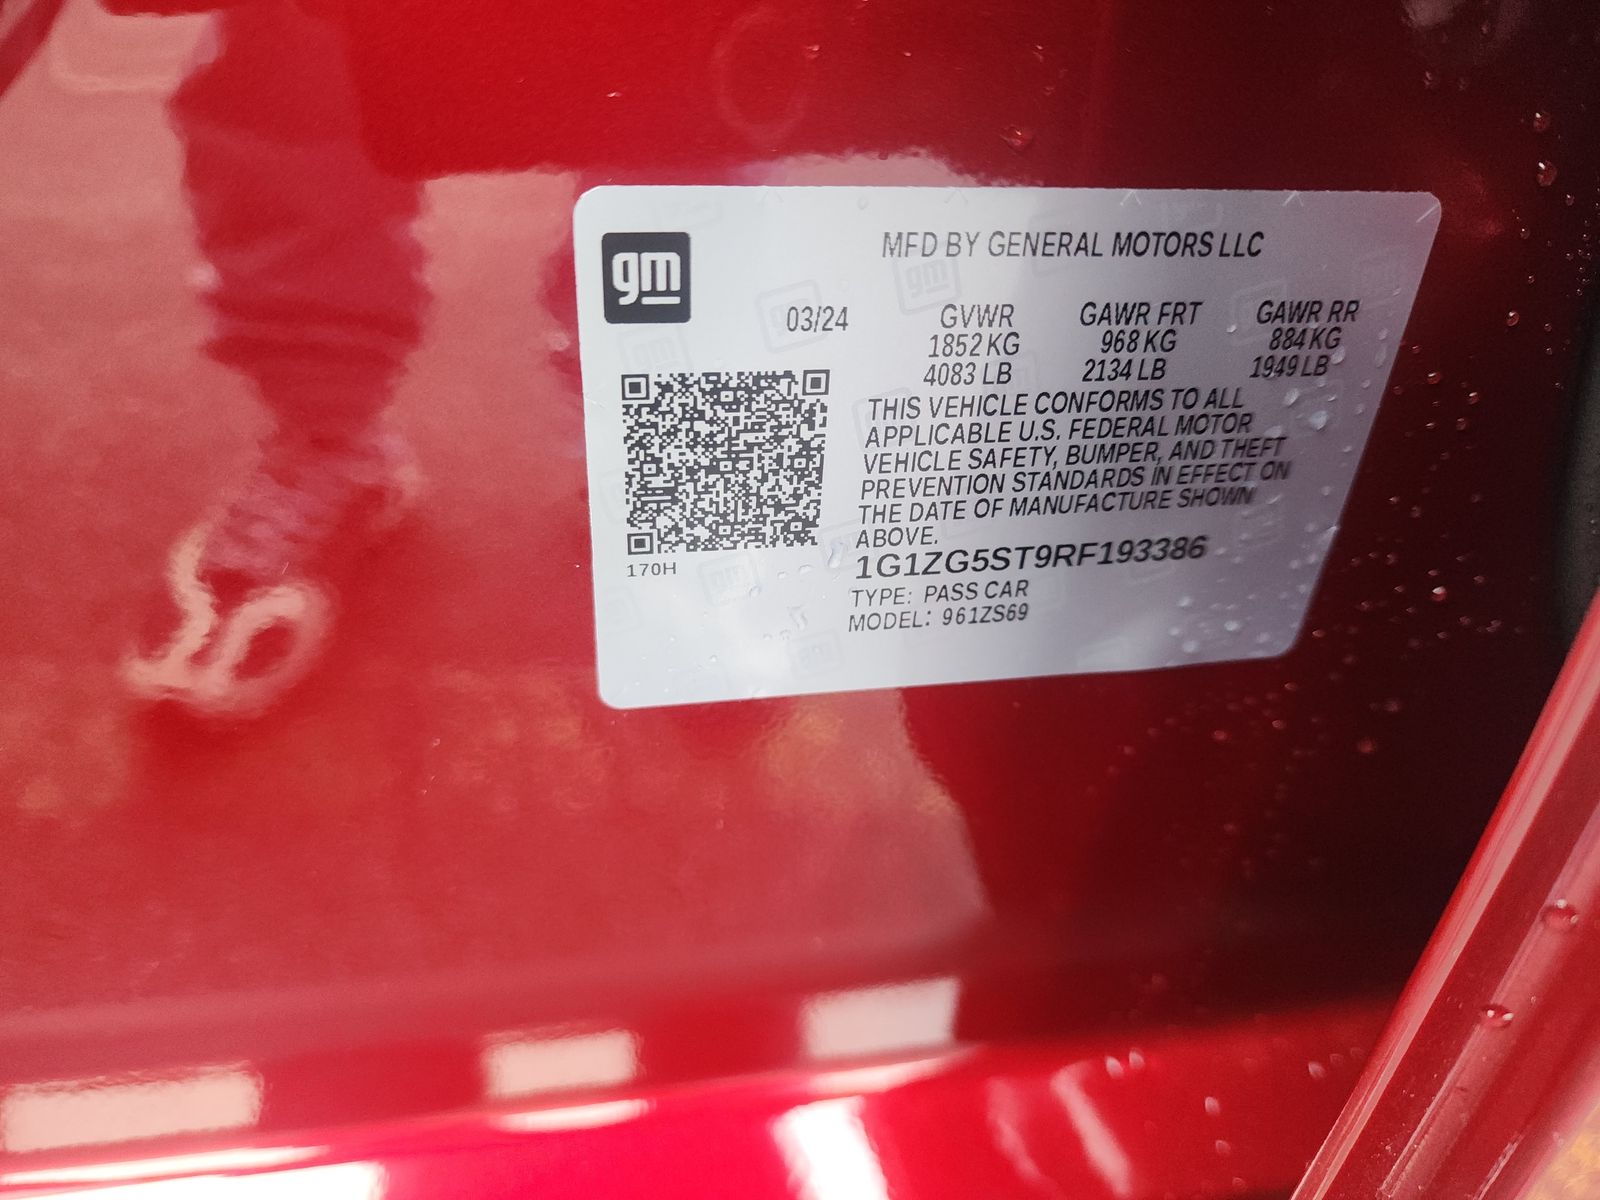 gm
MFD BY GENERAL MOTORS LLC
03/24 GVWR GAWR FRT GAWR RR
1852 KG 968 KG 884 KG
4083 LB 2134 LB 1949 LB
THIS VEHICLE CONFORMS TO ALL
APPLICABLE U.S. FEDERAL MOTOR
VEHICLE SAFETY, BUMPER, AND THEFT
PREVENTION STANDARDS IN EFFECT ON
THE DATE OF MANUFACTURE SHOWN
ABOVE.
1G1ZG5ST9RF193386
170H
TYPE: PASS CAR
MODEL: 961ZS69